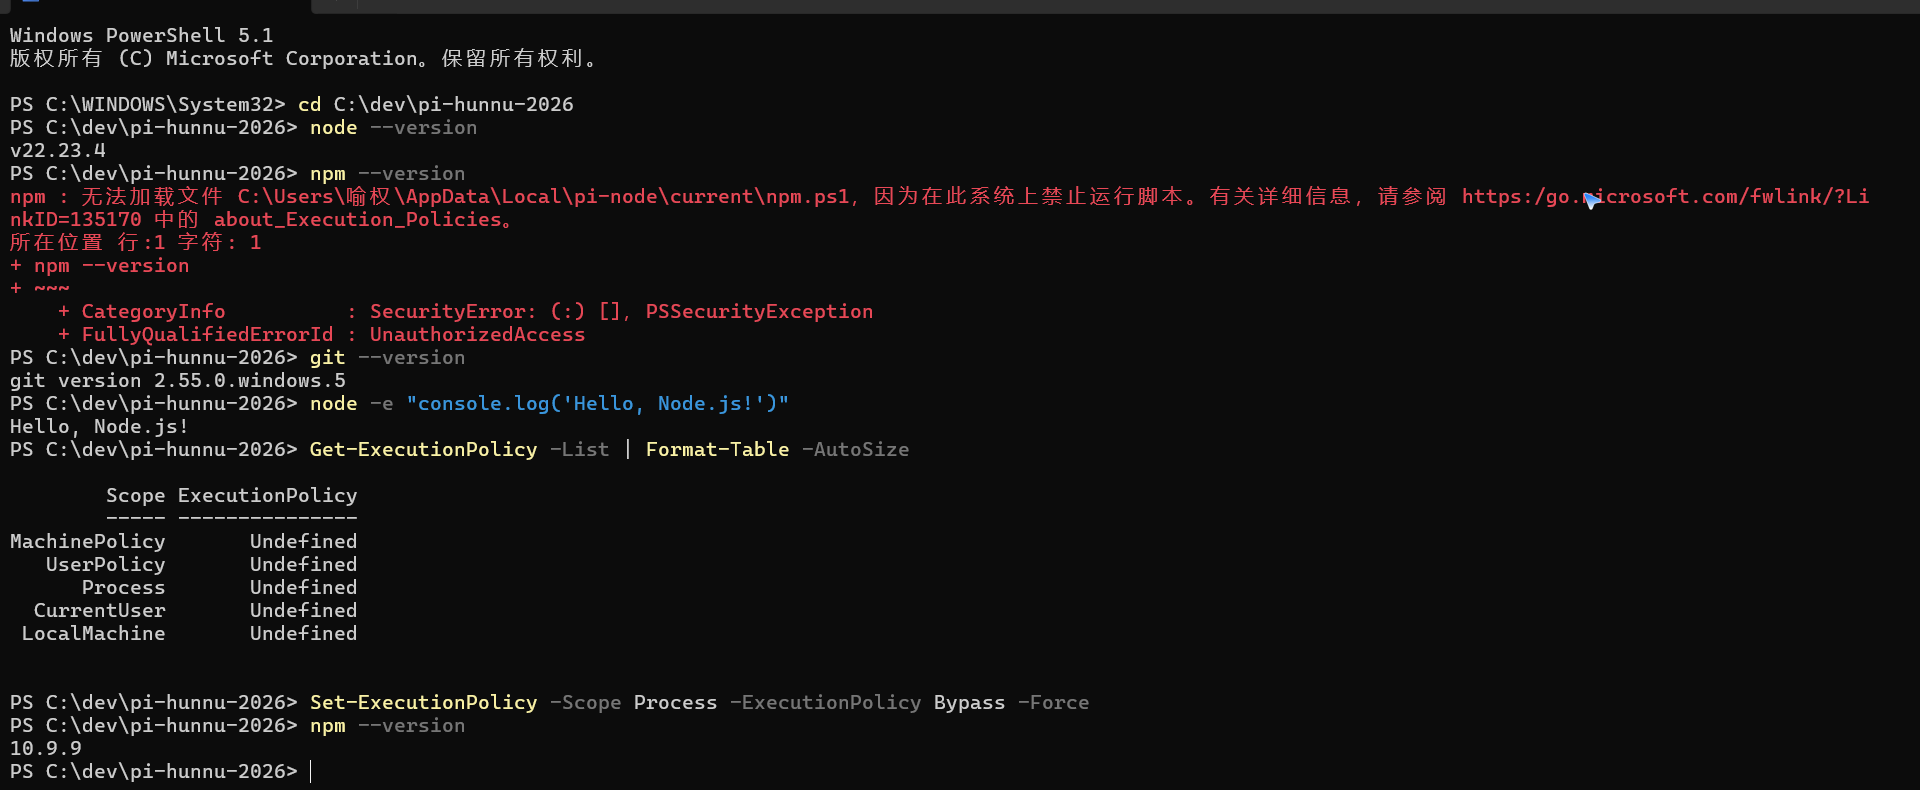 Windows PowerShell 5.1
版权所有 (C) Microsoft Corporation。保留所有权利。
PS C:\WINDOWS\System32> cd C:\dev\pi-hunnu-2026
PS C:\dev\pi-hunnu-2026> node --version
v22.23.4
PS C:\dev\pi-hunnu-2026> npm --version
npm : 无法加载文件 C:\Users\喻权\AppData\Local\pi-node\current\npm.ps1，因为在此系统上禁止运行脚本。有关详细信息，请参阅 https:/go.microsoft.com/fwlink/?Li
nkID=135170 中的 about_Execution_Policies。
所在位置 行:1 字符: 1
+ npm --version
+ ~~~
    + CategoryInfo          : SecurityError: (:) []，PSSecurityException
    + FullyQualifiedErrorId : UnauthorizedAccess
PS C:\dev\pi-hunnu-2026> git --version
git version 2.55.0.windows.5
PS C:\dev\pi-hunnu-2026> node -e "console.log('Hello, Node.js!')"
Hello, Node.js!
PS C:\dev\pi-hunnu-2026> Get-ExecutionPolicy -List | Format-Table -AutoSize
        Scope ExecutionPolicy
        ----- ---------------
MachinePolicy       Undefined
   UserPolicy       Undefined
      Process       Undefined
  CurrentUser       Undefined
 LocalMachine       Undefined
PS C:\dev\pi-hunnu-2026> Set-ExecutionPolicy -Scope Process -ExecutionPolicy Bypass -Force
PS C:\dev\pi-hunnu-2026> npm --version
10.9.9
PS C:\dev\pi-hunnu-2026>